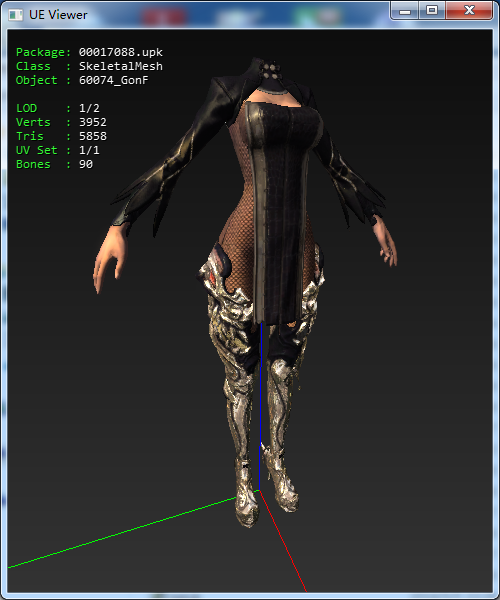 UE Viewer
Package: 00017088.upk
Class : SkeletalMesh
Object : 60074_GonF
LOD : 1/2
Verts : 3952
Tris : 5858
UV Set : 1/1
Bones : 90